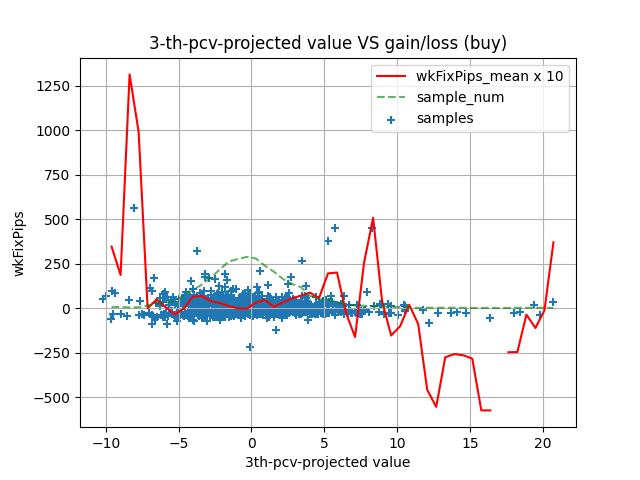 3-th-pcv-projected value VS gain/loss (buy)
wkFixPips_mean x 10
sample_num
samples
wkFixPips
1250
1000
750
500
250
0
−250
−500
−10
−5
0
5
10
15
20
3th-pcv-projected value